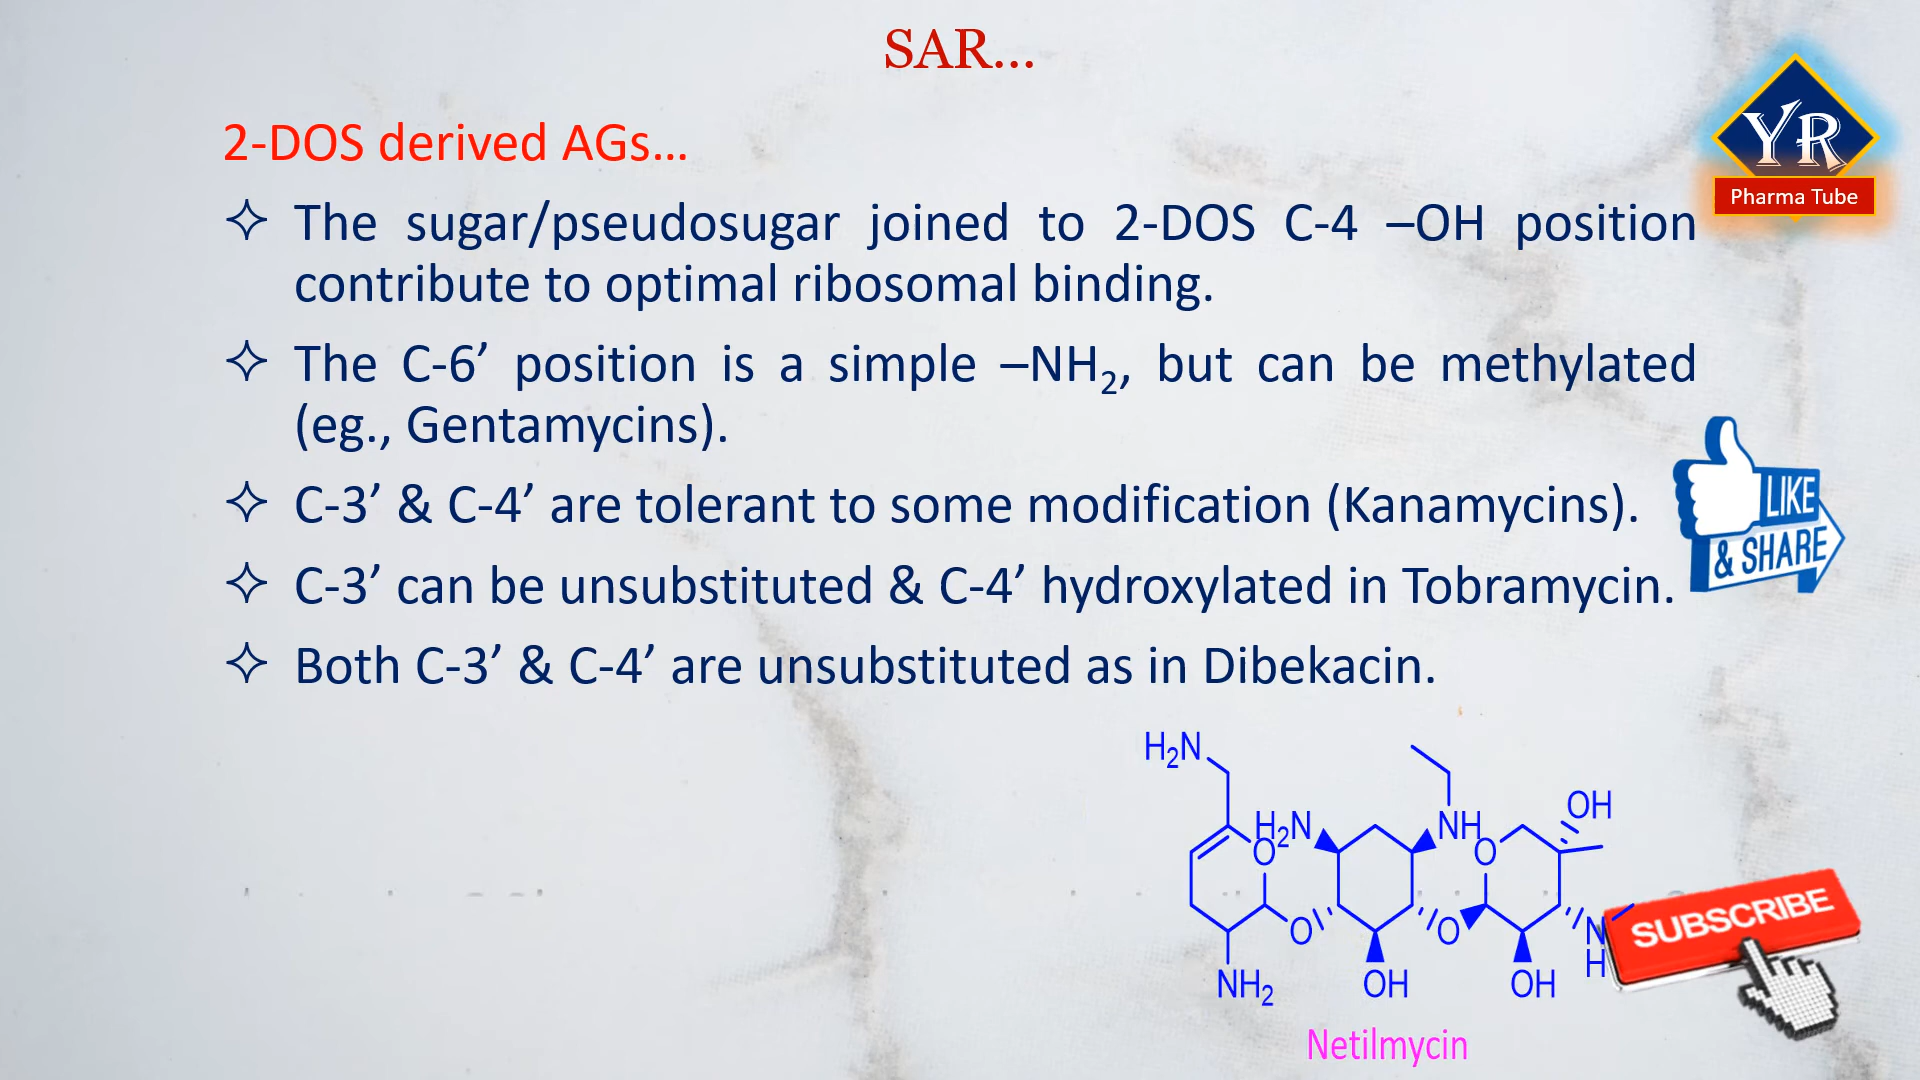 SAR...
YR
Pharma Tube
2-DOS derived AGs...
✧ The sugar/pseudosugar joined to 2-DOS C-4 –OH position
contribute to optimal ribosomal binding.
✧ The C-6’ position is a simple –NH2, but can be methylated
(eg., Gentamycins).
✧ C-3’ & C-4’ are tolerant to some modification (Kanamycins).
✧ C-3’ can be unsubstituted & C-4’ hydroxylated in Tobramycin.
✧ Both C-3’ & C-4’ are unsubstituted as in Dibekacin.
LIKE
& SHARE
H2N
OH
H2N
NH
O
O
O
O
N
H
NH2
OH
OH
SUBSCRIBE
Netilmycin